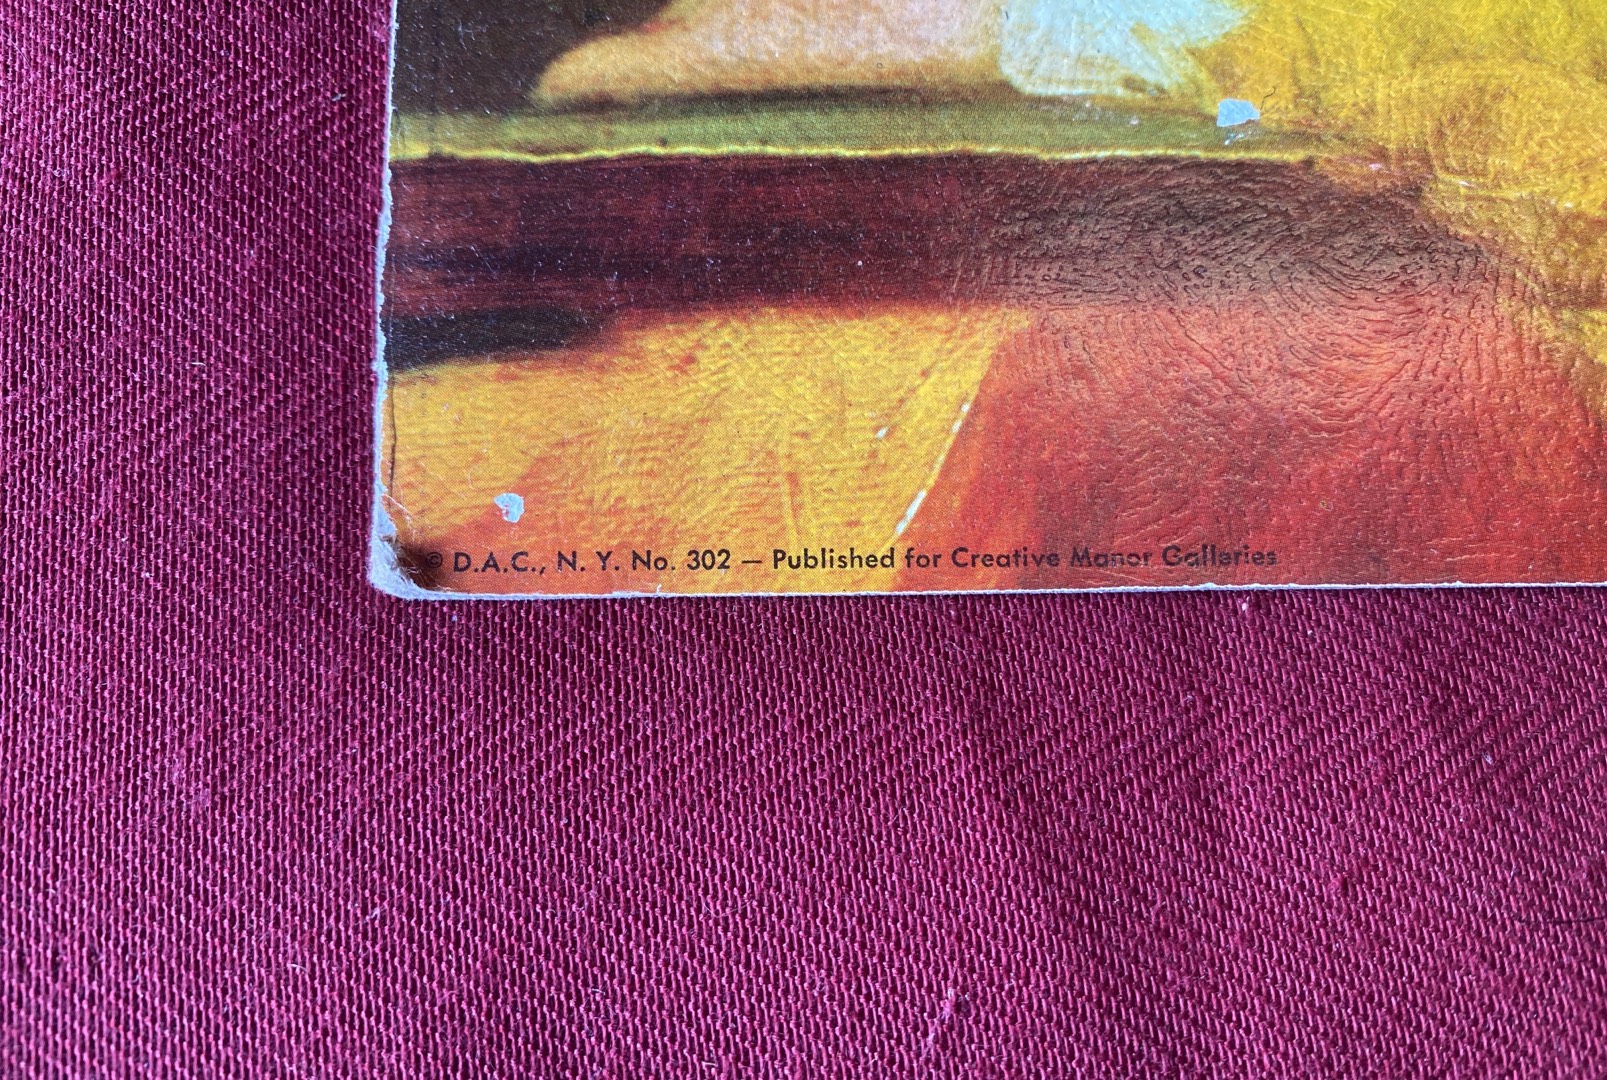 © D.A.C., N. Y. No. 302 — Published for Creative Manor Galleries